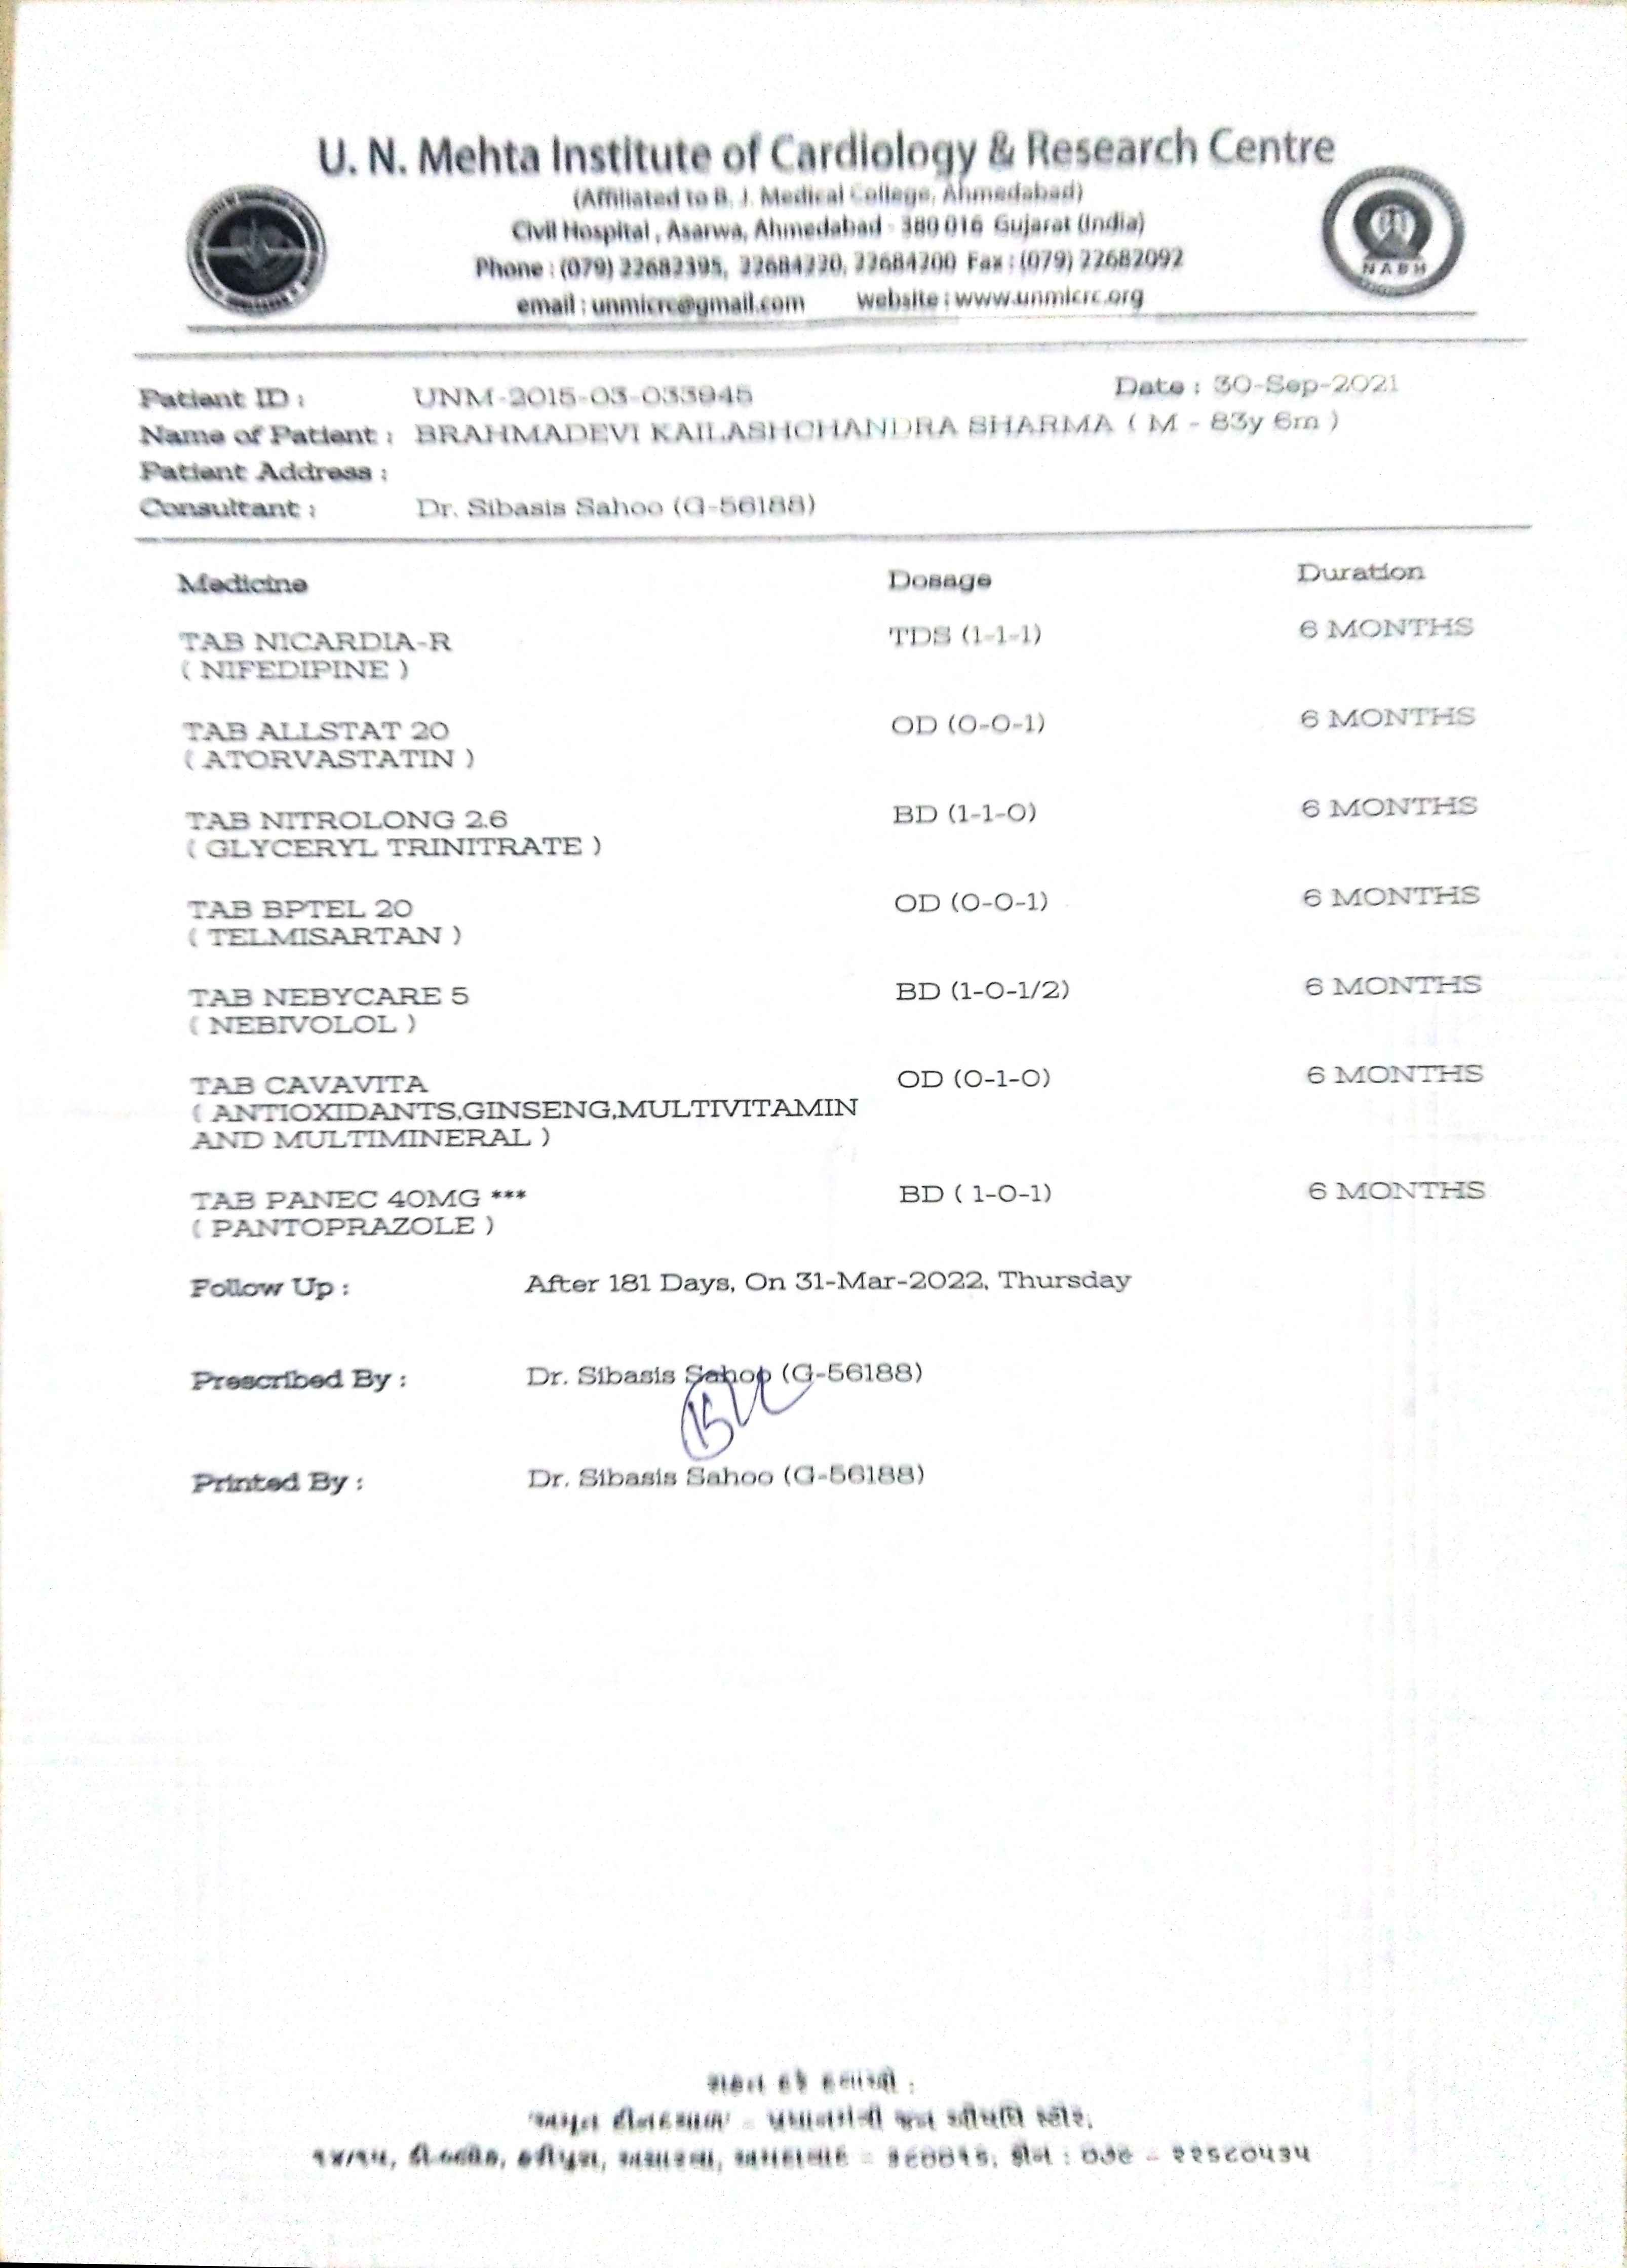 U. N. Mehta Institute of Cardiology & Research Centre
(Affiliated to B. J. Medical College, Ahmedabad)
Civil Hospital , Asarwa, Ahmedabad - 380 016 Gujarat (India)
Phone : (079) 22682395, 22684220, 22684200 Fax : (079) 22682092
email : unmicrc@gmail.com website : www.unmicrc.org
NABH
Patient ID : UNM-2015-03-033945 Date : 30-Sep-2021
Name of Patient : BRAHMADEVI KAILASHCHANDRA SHARMA ( M - 83y 6m )
Patient Address :
Consultant : Dr. Sibasis Sahoo (G-56188)
Medicine Dosage Duration
TAB NICARDIA-R TDS (1-1-1) 6 MONTHS
( NIFEDIPINE )
TAB ALLSTAT 20 OD (0-0-1) 6 MONTHS
( ATORVASTATIN )
TAB NITROLONG 2.6 BD (1-1-0) 6 MONTHS
( GLYCERYL TRINITRATE )
TAB BPTEL 20 OD (0-0-1) 6 MONTHS
( TELMISARTAN )
TAB NEBYCARE 5 BD (1-0-1/2) 6 MONTHS
( NEBIVOLOL )
TAB CAVAVITA OD (0-1-0) 6 MONTHS
( ANTIOXIDANTS,GINSENG,MULTIVITAMIN
AND MULTIMINERAL )
TAB PANEC 40MG *** BD ( 1-0-1) 6 MONTHS
( PANTOPRAZOLE )
Follow Up : After 181 Days, On 31-Mar-2022, Thursday
Prescribed By : Dr. Sibasis Sahoo (G-56188)
Printed By : Dr. Sibasis Sahoo (G-56188)